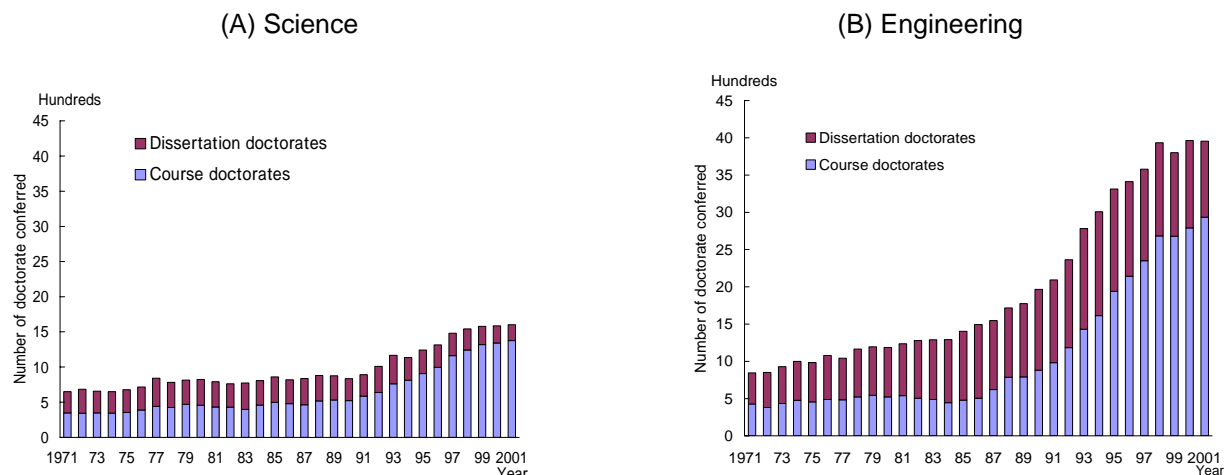 (A) Science
Hundreds
Number of doctorate conferred
45
40
35
30
25
20
15
10
5
0
Dissertation doctorates
Course doctorates
1971 73 75 77 79 81 83 85 87 89 91 93 95 97 99 2001
Year
(B) Engineering
Hundreds
Number of doctorate conferred
45
40
35
30
25
20
15
10
5
0
Dissertation doctorates
Course doctorates
1971 73 75 77 79 81 83 85 87 89 91 93 95 97 99 2001
Year